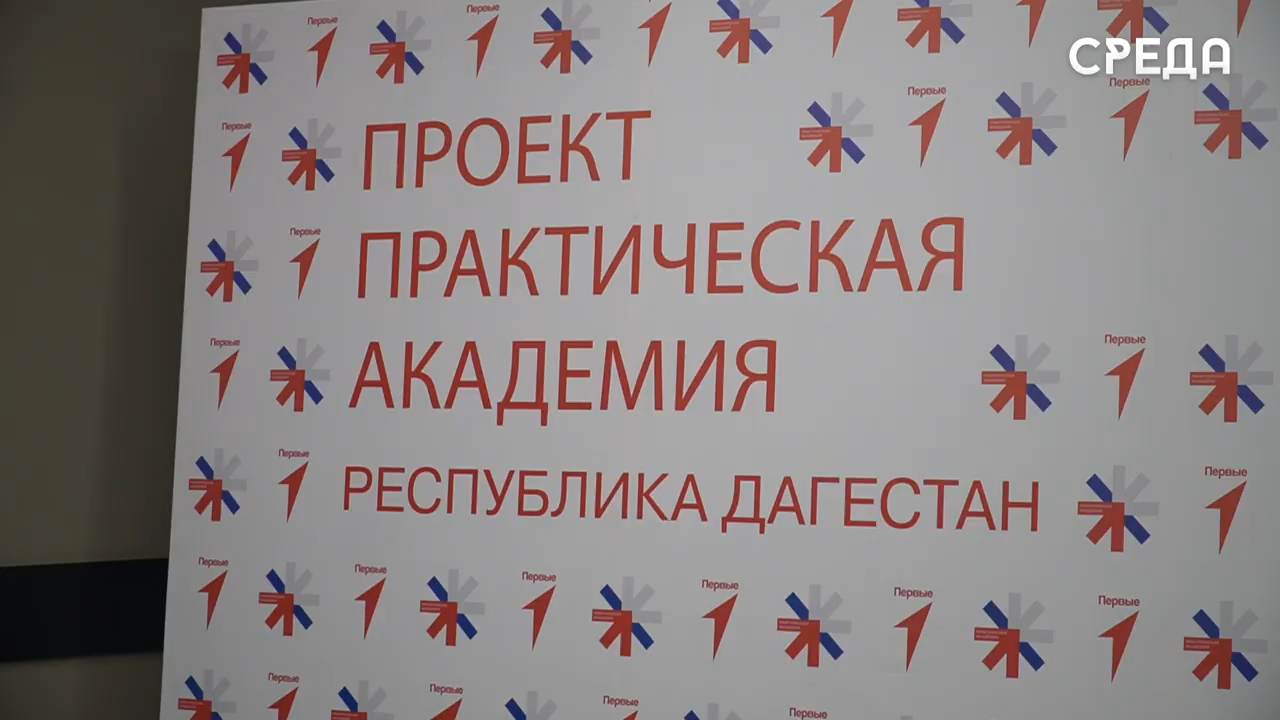 СРЕДА
Первые
ПРОЕКТ
ПРАКТИЧЕСКАЯ
АКАДЕМИЯ
РЕСПУБЛИКА ДАГЕСТАН